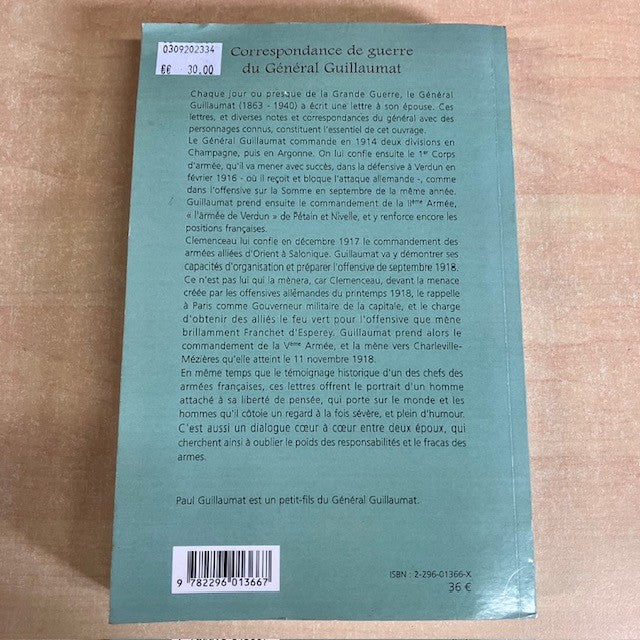 0309202334
€€ 30,00
Correspondance de guerre
du Général Guillaumat
Chaque jour ou presque de la Grande Guerre, le Général
Guillaumat (1863 - 1940) a écrit une lettre à son épouse. Ces
lettres, et diverses notes et correspondances du général avec des
personnages connus, constituent l'essentiel de cet ouvrage.
Le Général Guillaumat commande en 1914 deux divisions en
Champagne, puis en Argonne. On lui confie ensuite le 1er Corps
d'armée, qu'il va mener avec succès, dans la défensive à Verdun en
février 1916 - où il reçoit et bloque l'attaque allemande -, comme
dans l'offensive sur la Somme en septembre de la même année.
Guillaumat prend ensuite le commandement de la IIème Armée,
« l'armée de Verdun » de Pétain et Nivelle, et y renforce encore les
positions françaises.
Clemenceau lui confie en décembre 1917 le commandement des
armées alliées d'Orient à Salonique. Guillaumat va y démontrer ses
capacités d'organisation et préparer l'offensive de septembre 1918.
Ce n'est pas lui qui la mènera, car Clemenceau, devant la menace
créée par les offensives allemandes du printemps 1918, le rappelle
à Paris comme Gouverneur militaire de la capitale, et le charge
d'obtenir des alliés le feu vert pour l'offensive que mène
brillamment Franchet d'Esperey. Guillaumat prend alors le
commandement de la Vème Armée, et la mène vers Charleville-
Mézières qu'elle atteint le 11 novembre 1918.
En même temps que le témoignage historique d'un des chefs des
armées françaises, ces lettres offrent le portrait d'un homme
attaché à sa liberté de pensée, qui porte sur le monde et les
hommes qu'il côtoie un regard à la fois sévère, et plein d'humour.
C'est aussi un dialogue cœur à cœur entre deux époux, qui
cherchent ainsi à oublier le poids des responsabilités et le fracas des
armes.
Paul Guillaumat est un petit-fils du Général Guillaumat.
9 782296 013667
ISBN : 2-296-01366-X
36 €